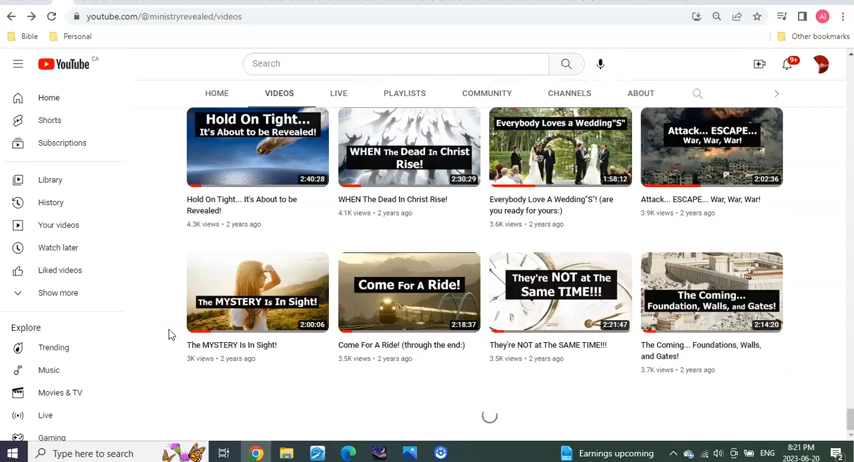 youtube.com/@ministryrevealed/videos
Bible Personal Other bookmarks
YouTube CA Search 9+
HOME VIDEOS LIVE PLAYLISTS COMMUNITY CHANNELS ABOUT
Home
Shorts
Subscriptions
Library
History
Your videos
Watch later
Liked videos
Show more
Explore
Trending
Music
Movies & TV
Live
Gaming
Hold On Tight...
It's About to be Revealed!
2:40:28
Hold On Tight... It's About to be
Revealed!
4.3K views • 2 years ago
WHEN The Dead In Christ
Rise!
2:30:29
WHEN The Dead In Christ Rise!
4.1K views • 2 years ago
Everybody Loves a Wedding"S"!
1:58:12
Everybody Love A Wedding"S"! (are
you ready for yours:)
3.6K views • 2 years ago
Attack... ESCAPE...
War, War, War!
2:02:36
Attack... ESCAPE... War, War, War!
3.9K views • 2 years ago
The MYSTERY Is In Sight!
2:00:06
The MYSTERY Is In Sight!
3K views • 2 years ago
Come For A Ride!
2:18:37
Come For A Ride! (through the end:)
3.5K views • 2 years ago
They're NOT at The
Same TIME!!!
2:21:47
They're NOT at The SAME TIME!!!
3.5K views • 2 years ago
The Coming...
Foundation, Walls, and Gates!
2:14:20
The Coming... Foundations, Walls,
and Gates!
3.7K views • 2 years ago
Type here to search
Earnings upcoming
ENG
8:21 PM
2023-06-20
2